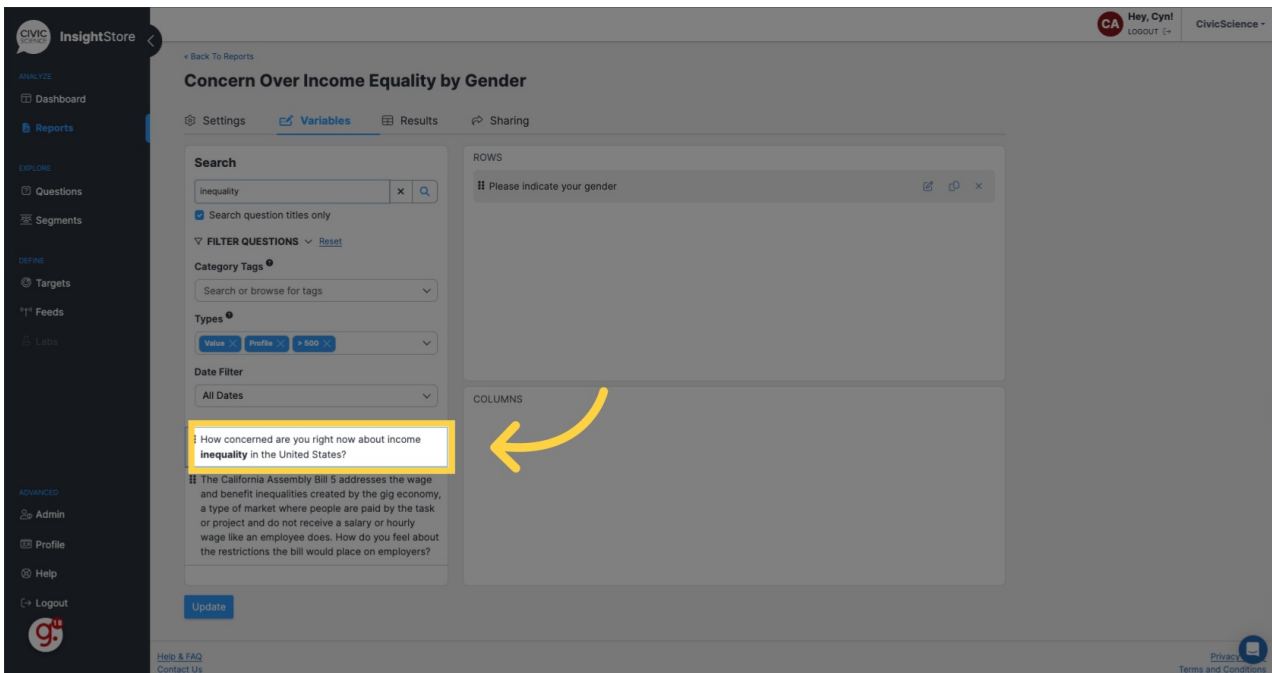 CIVIC
SCIENCE
InsightStore
CA
Hey, Cyn!
LOGOUT
CivicScience
ANALYZE
Dashboard
Reports
EXPLORE
Questions
Segments
DEFINE
Targets
Feeds
Labs
ADVANCED
Admin
Profile
Help
Logout
g.
« Back To Reports
Concern Over Income Equality by Gender
Settings
Variables
Results
Sharing
Search
inequality
Search question titles only
FILTER QUESTIONS
Reset
Category Tags
Search or browse for tags
Types
Value
Profile
> 500
Date Filter
All Dates
How concerned are you right now about income
inequality in the United States?
The California Assembly Bill 5 addresses the wage
and benefit inequalities created by the gig economy,
a type of market where people are paid by the task
or project and do not receive a salary or hourly
wage like an employee does. How do you feel about
the restrictions the bill would place on employers?
Update
ROWS
Please indicate your gender
COLUMNS
Help & FAQ
Contact Us
Privacy
Terms and Conditions